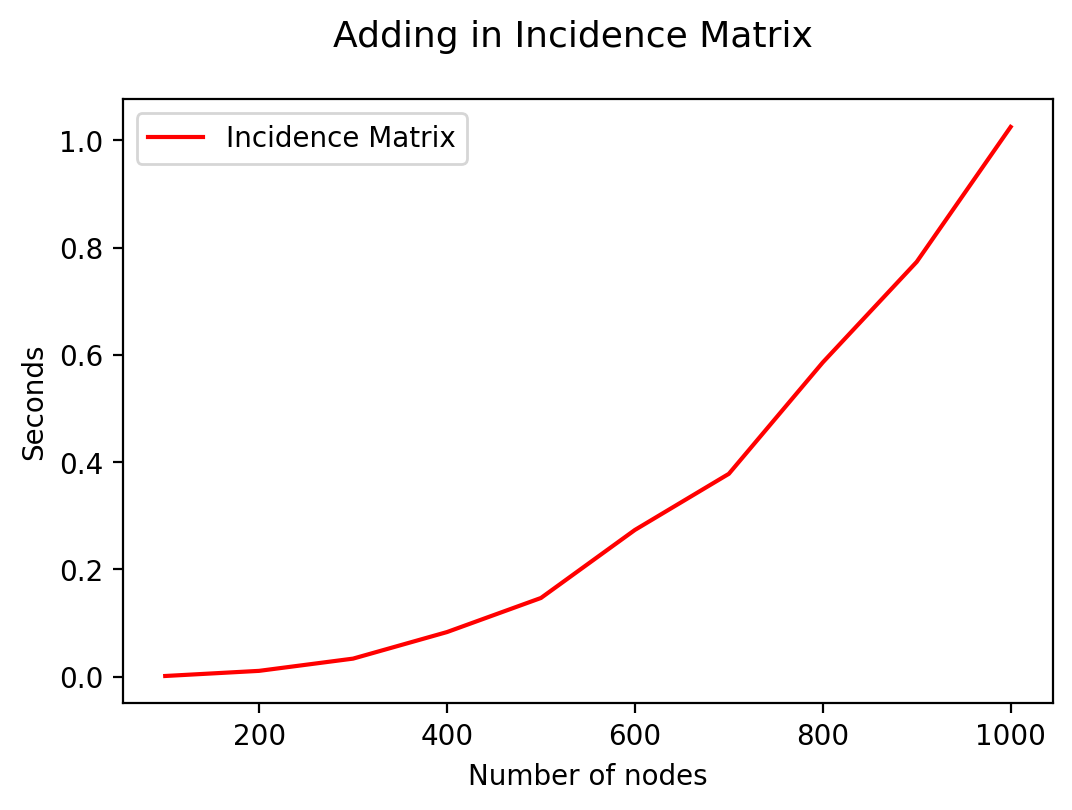 Adding in Incidence Matrix
Incidence Matrix
1.0
0.8
0.6
0.4
0.2
0.0
Seconds
200 400 600 800 1000
Number of nodes